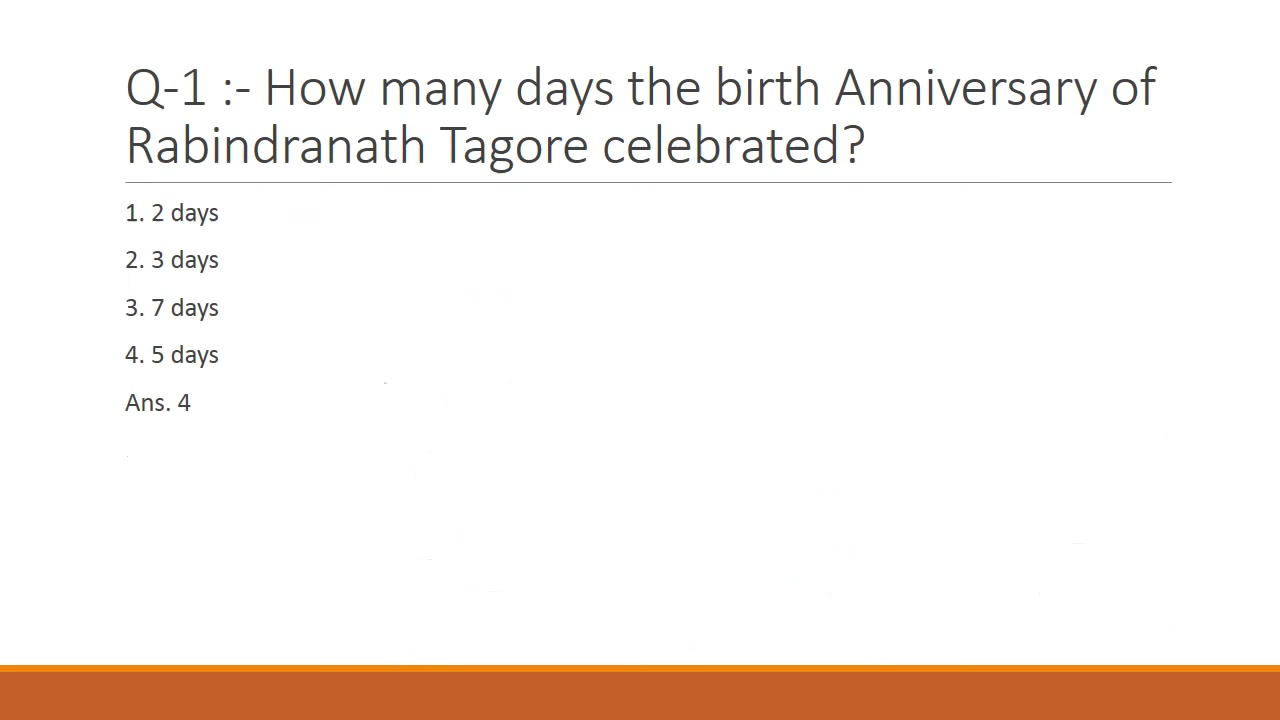 Q-1 :- How many days the birth Anniversary of
Rabindranath Tagore celebrated?
1. 2 days
2. 3 days
3. 7 days
4. 5 days
Ans. 4